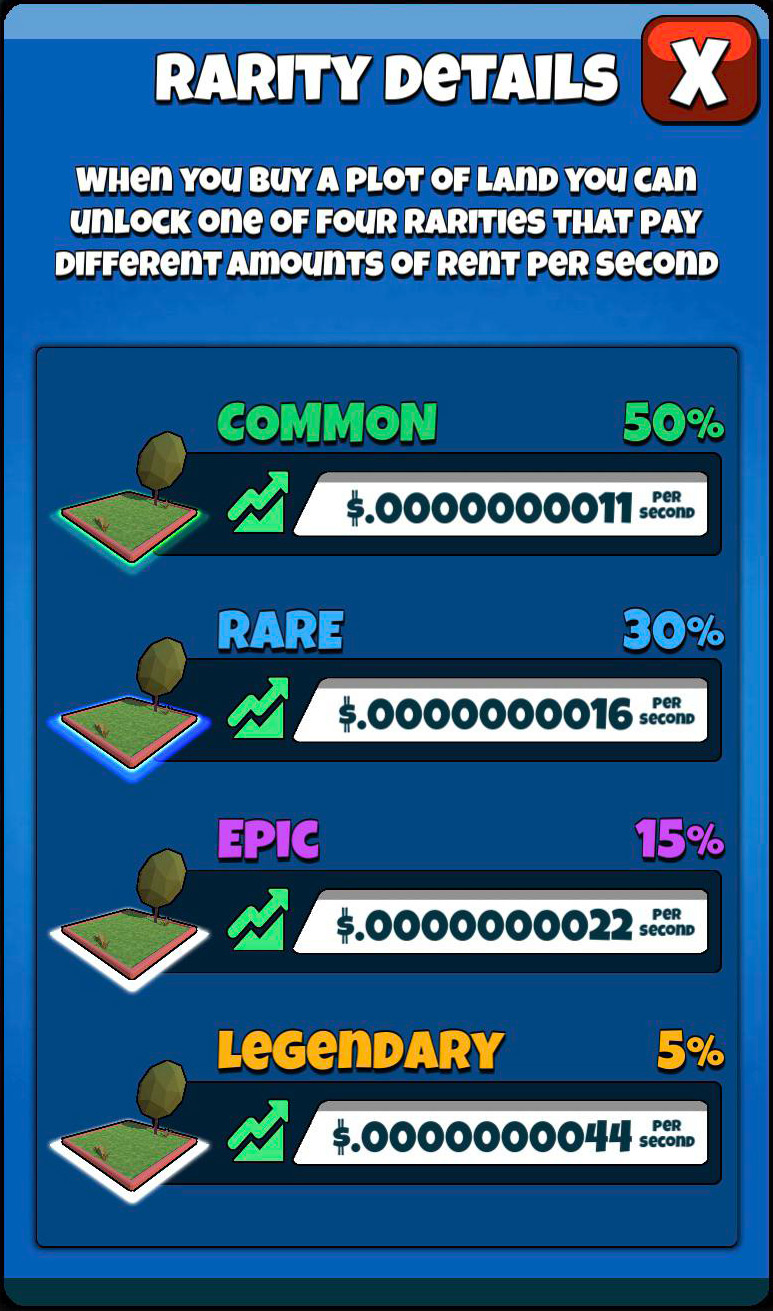 RARITY DETAILS
X
WHEN YOU BUY A PLOT OF LAND YOU CAN
UNLOCK ONE OF FOUR RARITIES THAT PAY
DIFFERENT AMOUNTS OF RENT PER SECOND
COMMON 50%
$.0000000011 PER SECOND
RARE 30%
$.0000000016 PER SECOND
EPIC 15%
$.0000000022 PER SECOND
LEGENDARY 5%
$.0000000044 PER SECOND